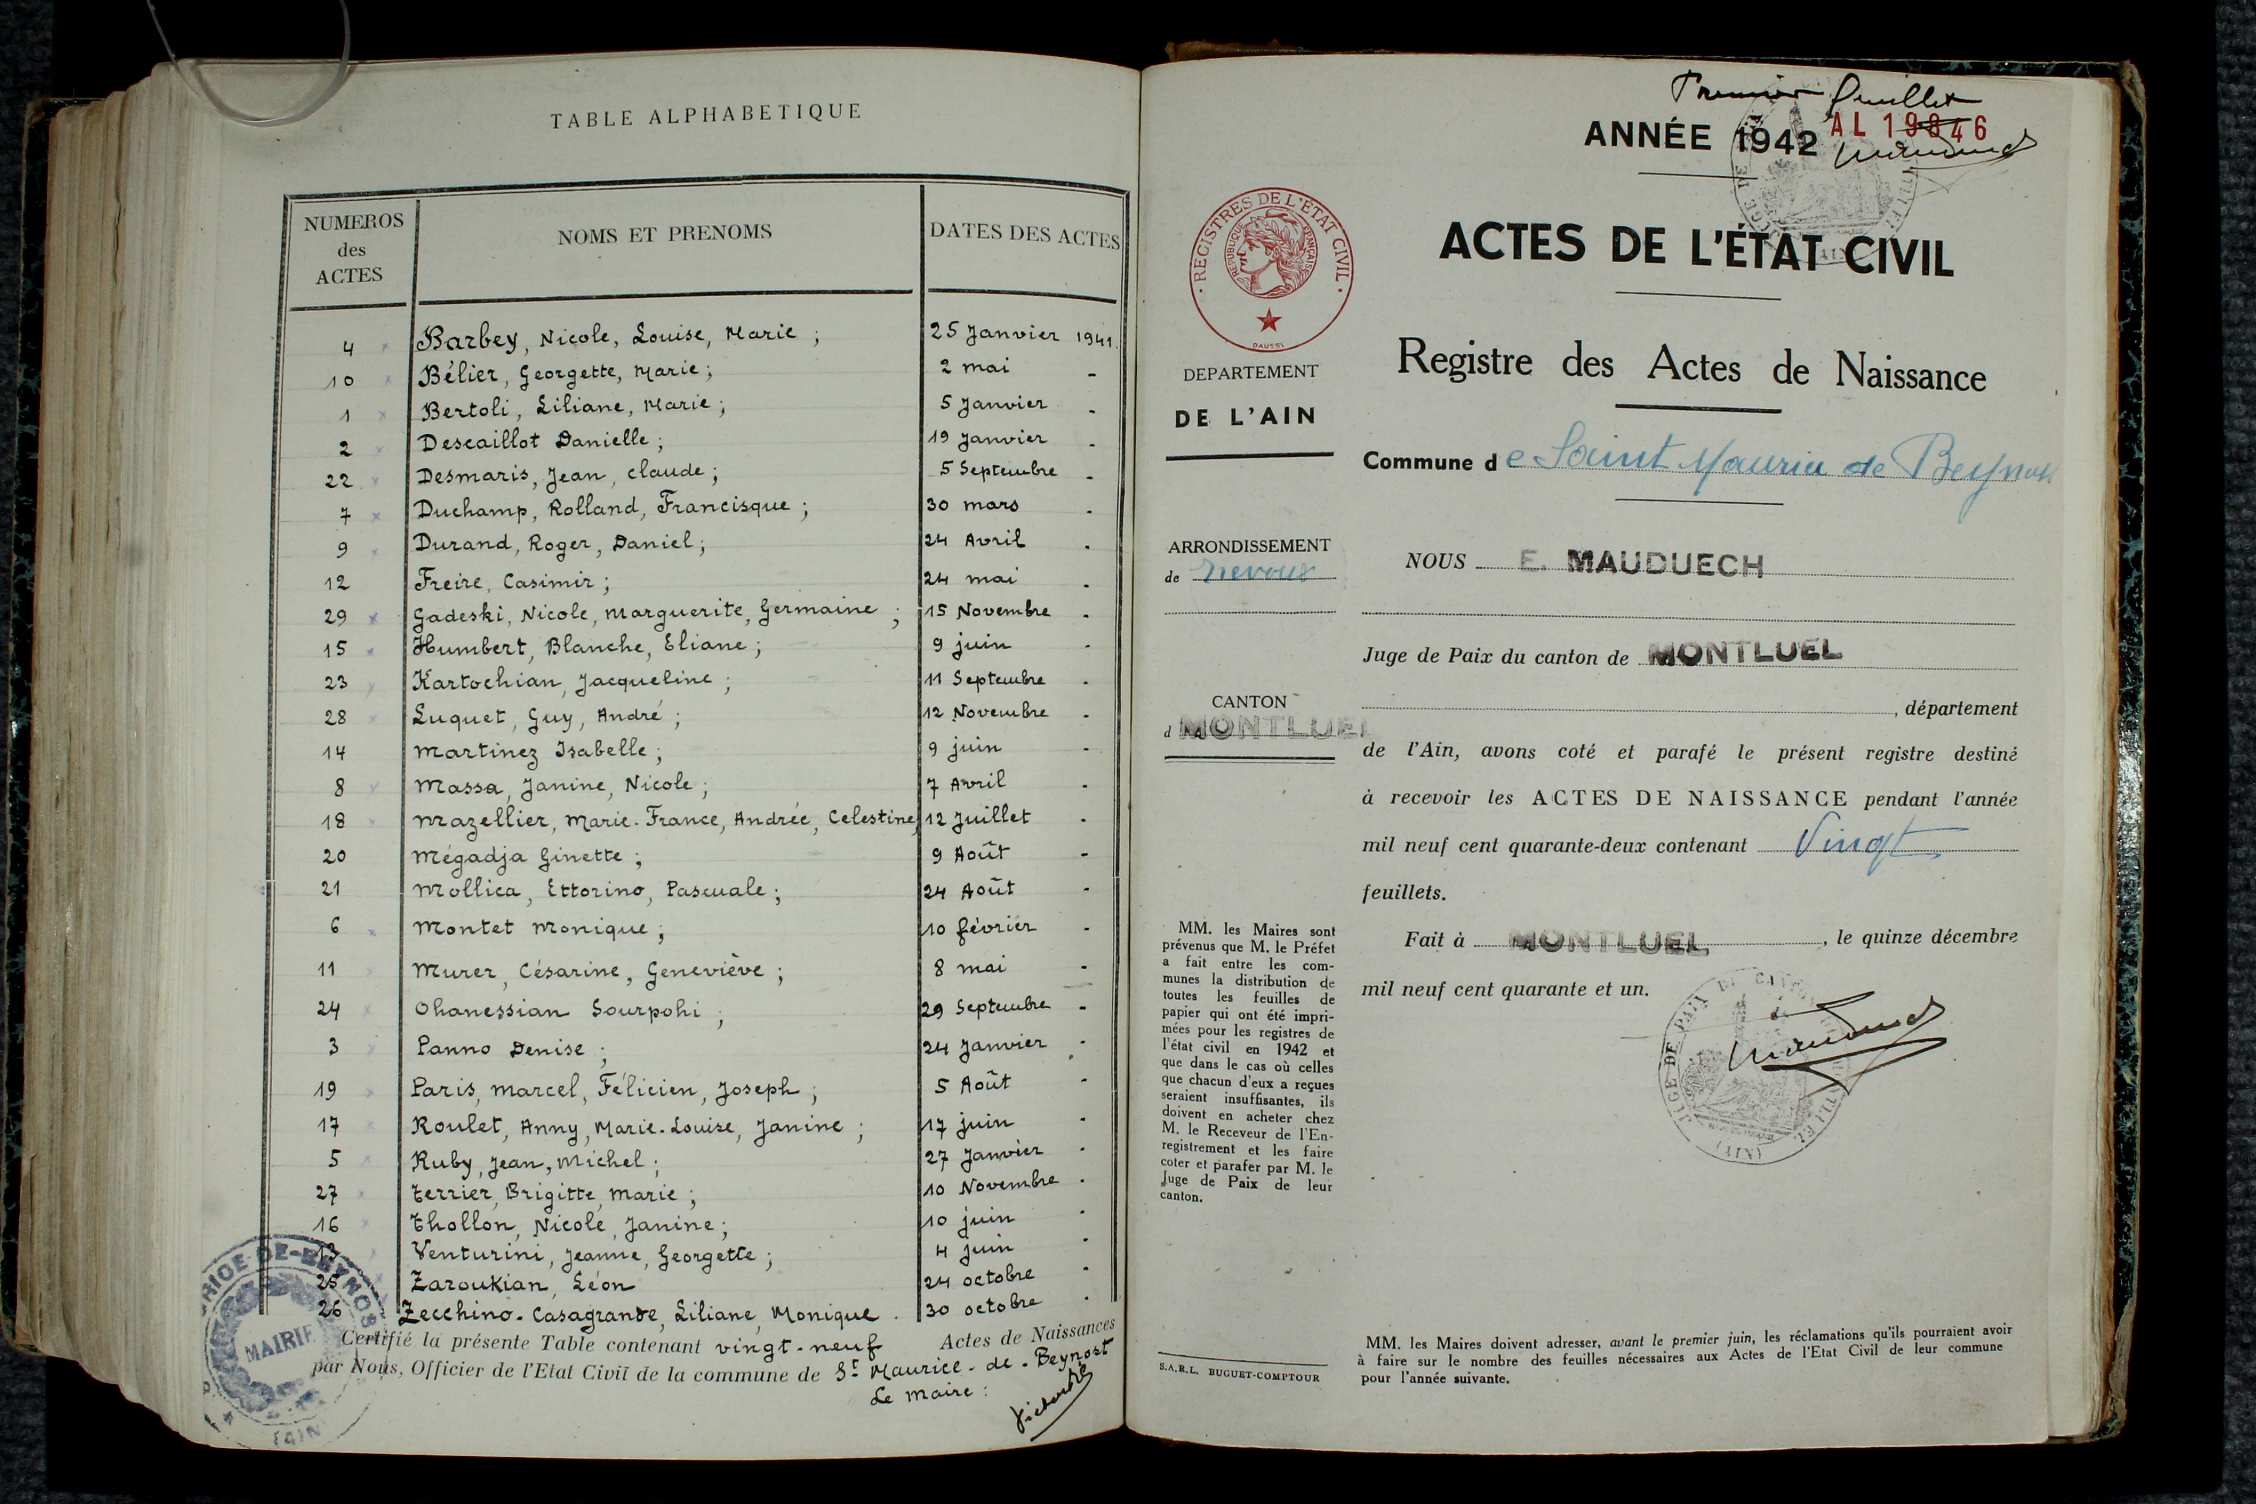 TABLE ALPHABETIQUE
NUMEROS des ACTES NOMS ET PRENOMS DATES DES ACTES
4 Barbey, Nicole, Louise, Marie ; 25 Janvier 1941.
10 Bélier, Georgette, Marie ; 2 mai -
1 Bertoli, Liliane, Marie ; 5 Janvier -
2 Descaillot Danielle ; 19 Janvier -
22 Desmaris, Jean, Claude ; 5 Septembre -
7 Duchamp, Rolland, Francisque ; 30 mars -
9 Durand, Roger, Daniel ; 24 Avril -
12 Freire, Casimir ; 24 mai -
29 Gadeski, Nicole, Marguerite, Germaine ; 15 Novembre -
15 Humbert, Blanche, Eliane ; 9 juin -
23 Kartochian, Jacqueline ; 11 Septembre -
28 Luquet, Guy, André ; 12 Novembre -
14 Martinez Isabelle ; 9 juin -
8 Massa, Janine, Nicole ; 7 Avril -
18 Mazellier, Marie-France, Andrée, Celestine, 12 Juillet -
20 Mégadja Ginette ; 9 Août -
21 Mollica, Ettorino, Pascuale ; 24 Août -
6 Montet Monique ; 10 février -
11 Murer, Césarine, Geneviève ; 8 mai -
24 Ohanessian Sourpohi ; 29 Septembre -
3 Panno Denise ; 24 Janvier -
19 Paris, Marcel, Félicien, Joseph ; 5 Août -
17 Roulet, Anny, Marie-Louise, Janine ; 17 juin -
5 Ruby, Jean, Michel ; 27 Janvier -
27 Terrier, Brigitte, Marie ; 10 Novembre -
16 Thollon, Nicole, Janine ; 10 juin -
13 Venturini, Jeanne, Georgette ; 4 juin -
25 Zaroukian, Léon 24 octobre -
26 Zecchino-Casagrande, Liliane, Monique . 30 octobre -
Certifié la présente Table contenant vingt-neuf Actes de Naissances
par Nous, Officier de l'Etat Civil de la commune de St Maurice-de-Beynost
Le Maire :
MAIRIE
(AIN)
Premier feuillet
ANNÉE 1942
AL 19846
REGISTRES DE L'ÉTAT CIVIL
REPUBLIQUE FRANÇAISE
DAUSSI
ACTES DE L'ÉTAT CIVIL
Registre des Actes de Naissance
DEPARTEMENT
DE L'AIN
Commune de Saint Maurice de Beynost
ARRONDISSEMENT
de Trevoux
CANTON
d MONTLUEL
NOUS E. MAUDUECH
Juge de Paix du canton de MONTLUEL
, département
de l'Ain, avons coté et parafé le présent registre destiné
à recevoir les ACTES DE NAISSANCE pendant l'année
mil neuf cent quarante-deux contenant Vingt
feuillets.
Fait à MONTLUEL, le quinze décembre
mil neuf cent quarante et un.
JUGE DE PAIX DU CANTON DE MONTLUEL
(AIN)
MM. les Maires sont
prévenus que M. le Préfet
a fait entre les com-
munes la distribution de
toutes les feuilles de
papier qui ont été impri-
mées pour les registres de
l'état civil en 1942 et
que dans le cas où celles
que chacun d'eux a reçues
seraient insuffisantes, ils
doivent en acheter chez
M. le Receveur de l'En-
registrement et les faire
coter et parafer par M. le
Juge de Paix de leur
canton.
S.A.R.L. BUGUET-COMPTOUR
MM. les Maires doivent adresser, avant le premier juin, les réclamations qu'ils pourraient avoir
à faire sur le nombre des feuilles nécessaires aux Actes de l'Etat Civil de leur commune
pour l'année suivante.